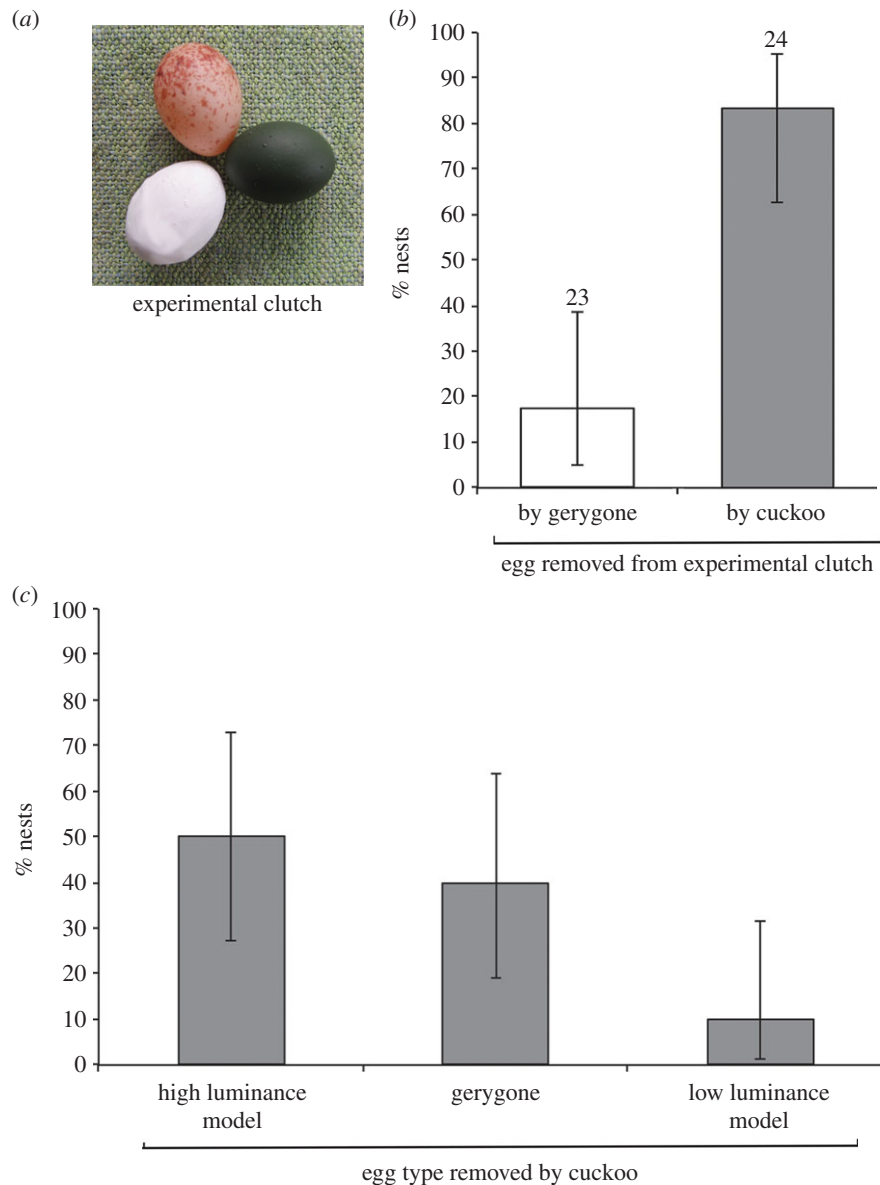 (a)
experimental clutch
(b)
100
90
80
70
60
50
40
30
20
10
0
% nests
23
24
by gerygone by cuckoo
egg removed from experimental clutch
(c)
100
90
80
70
60
50
40
30
20
10
0
% nests
high luminance
model
gerygone
low luminance
model
egg type removed by cuckoo